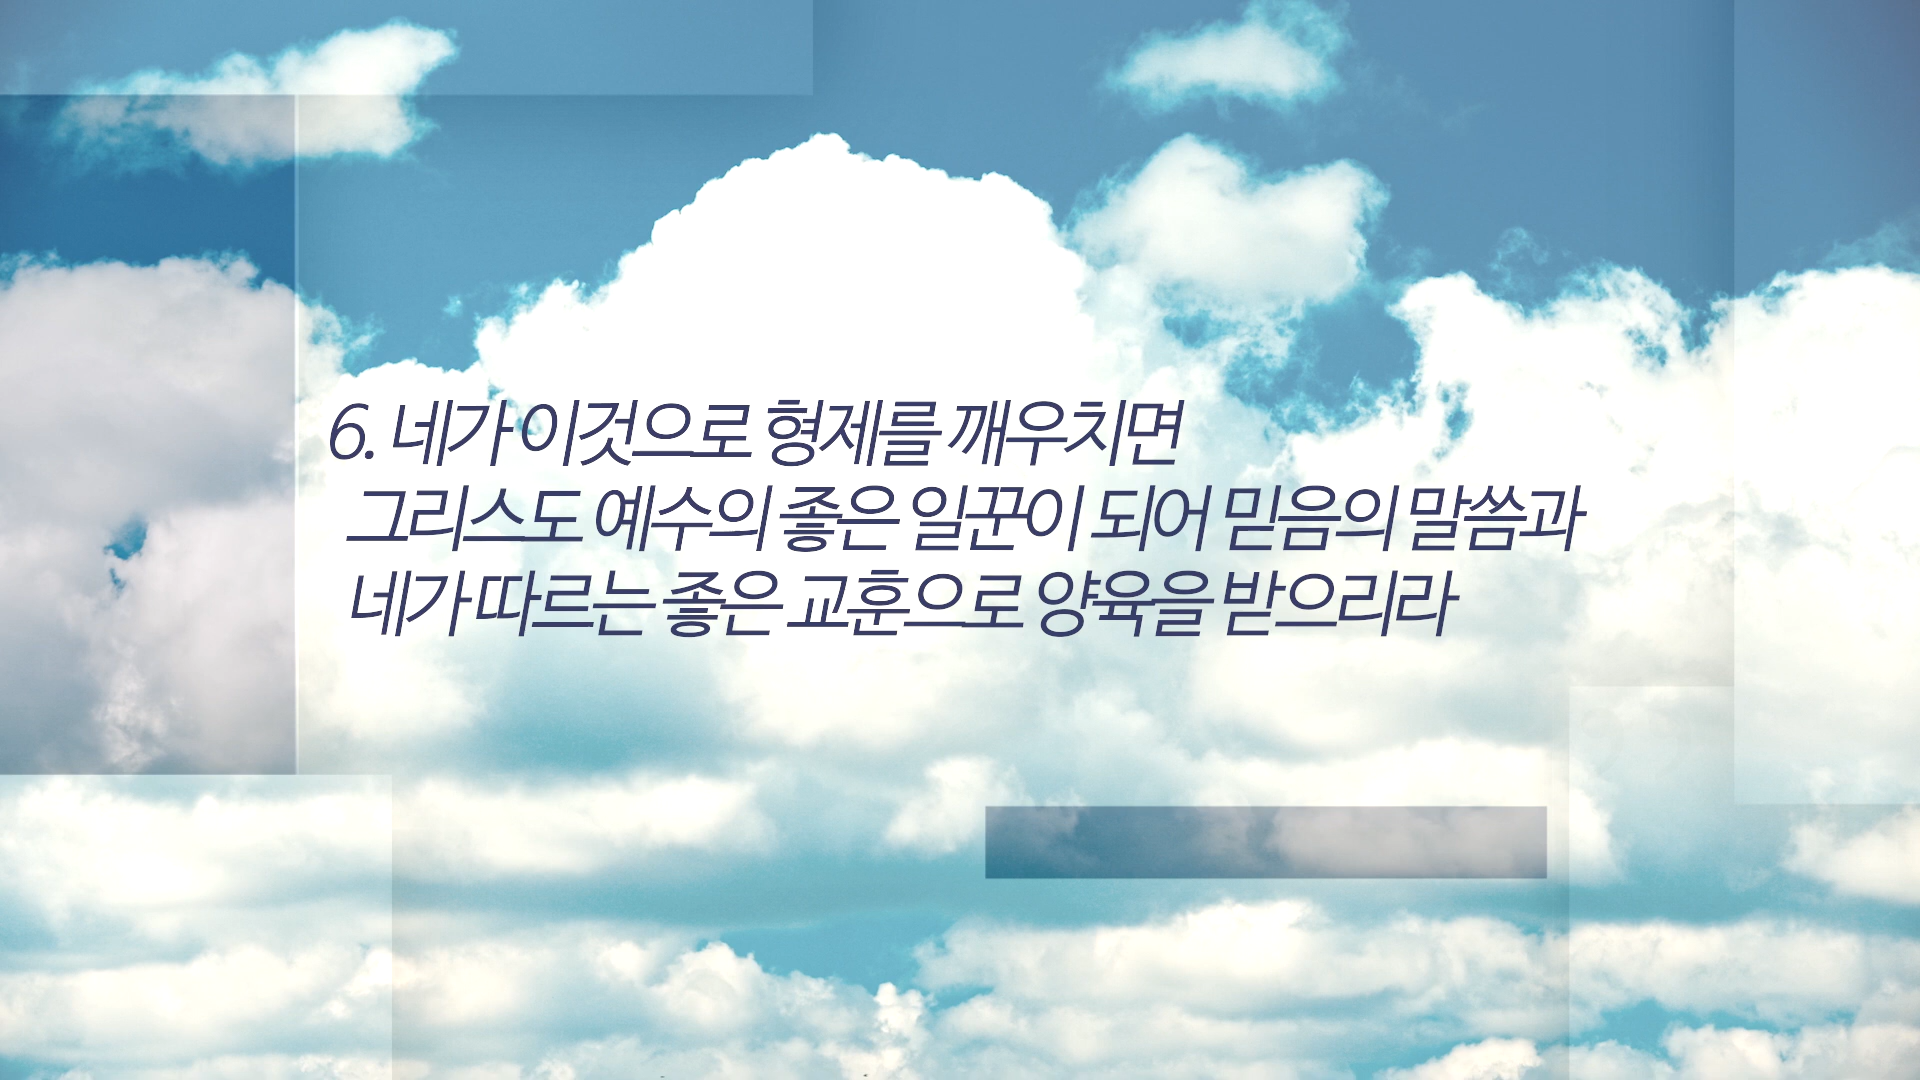 6. 네가 이것으로 형제를 깨우치면
그리스도 예수의 좋은 일꾼이 되어 믿음의 말씀과
네가 따르는 좋은 교훈으로 양육을 받으리라